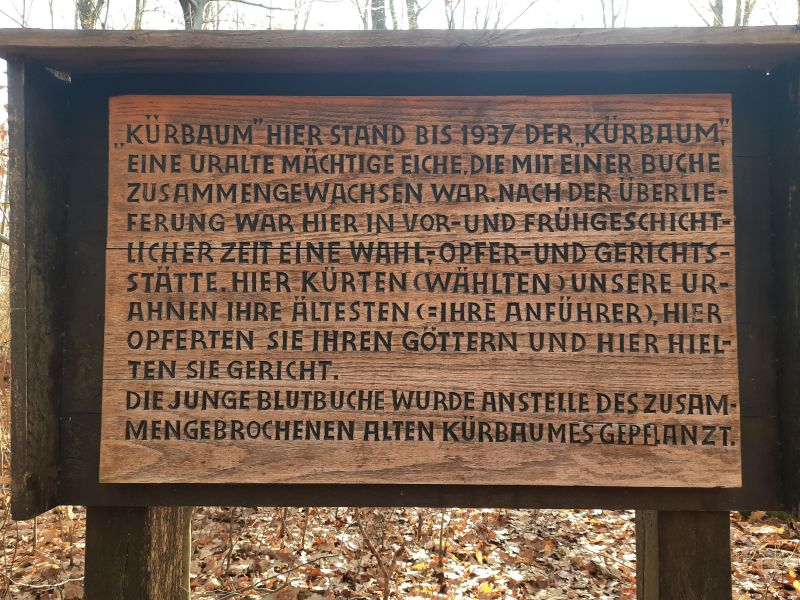 „KÜRBAUM" HIER STAND BIS 1937 DER „KÜRBAUM",
EINE URALTE MÄCHTIGE EICHE, DIE MIT EINER BUCHE
ZUSAMMENGEWACHSEN WAR. NACH DER ÜBERLIE-
FERUNG WAR HIER IN VOR- UND FRÜHGESCHICHT-
LICHER ZEIT EINE WAHL-, OPFER- UND GERICHTS-
STÄTTE. HIER KÜRTEN (WÄHLTEN) UNSERE UR-
AHNEN IHRE ÄLTESTEN (=IHRE ANFÜHRER), HIER
OPFERTEN SIE IHREN GÖTTERN UND HIER HIEL-
TEN SIE GERICHT.
DIE JUNGE BLUTBUCHE WURDE ANSTELLE DES ZUSAM-
MENGEBROCHENEN ALTEN KÜRBAUMES GEPFLANZT.